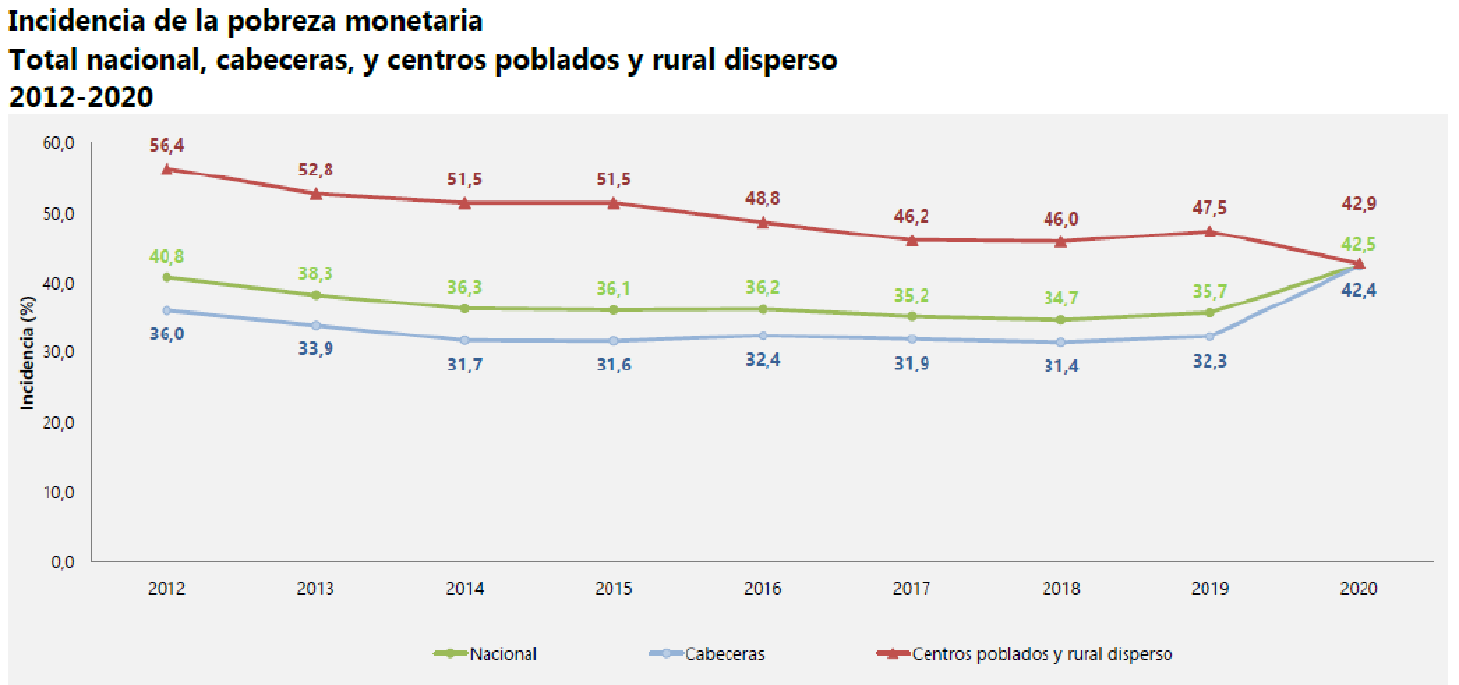 Incidencia de la pobreza monetaria
Total nacional, cabeceras, y centros poblados y rural disperso
2012-2020
Incidencia (%)
60,0
50,0
40,0
30,0
20,0
10,0
0,0
56,4 52,8 51,5 51,5 48,8 46,2 46,0 47,5 42,9
40,8 38,3 36,3 36,1 36,2 35,2 34,7 35,7 42,5
36,0 33,9 31,7 31,6 32,4 31,9 31,4 32,3 42,4
2012 2013 2014 2015 2016 2017 2018 2019 2020
Nacional Cabeceras Centros poblados y rural disperso